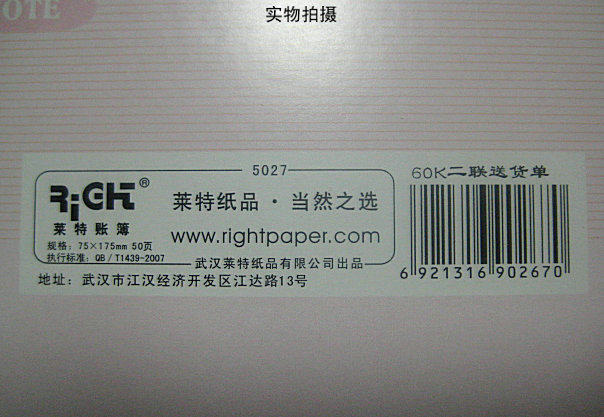 OTE
实物拍摄
5027
60K二联送货单
RiGHT®
莱特纸品·当然之选
莱特账簿
www.rightpaper.com
规格：75×175mm 50页
执行标准：QB/T1439-2007
武汉莱特纸品有限公司出品
6 921316 902670
地址：武汉市江汉经济开发区江达路13号